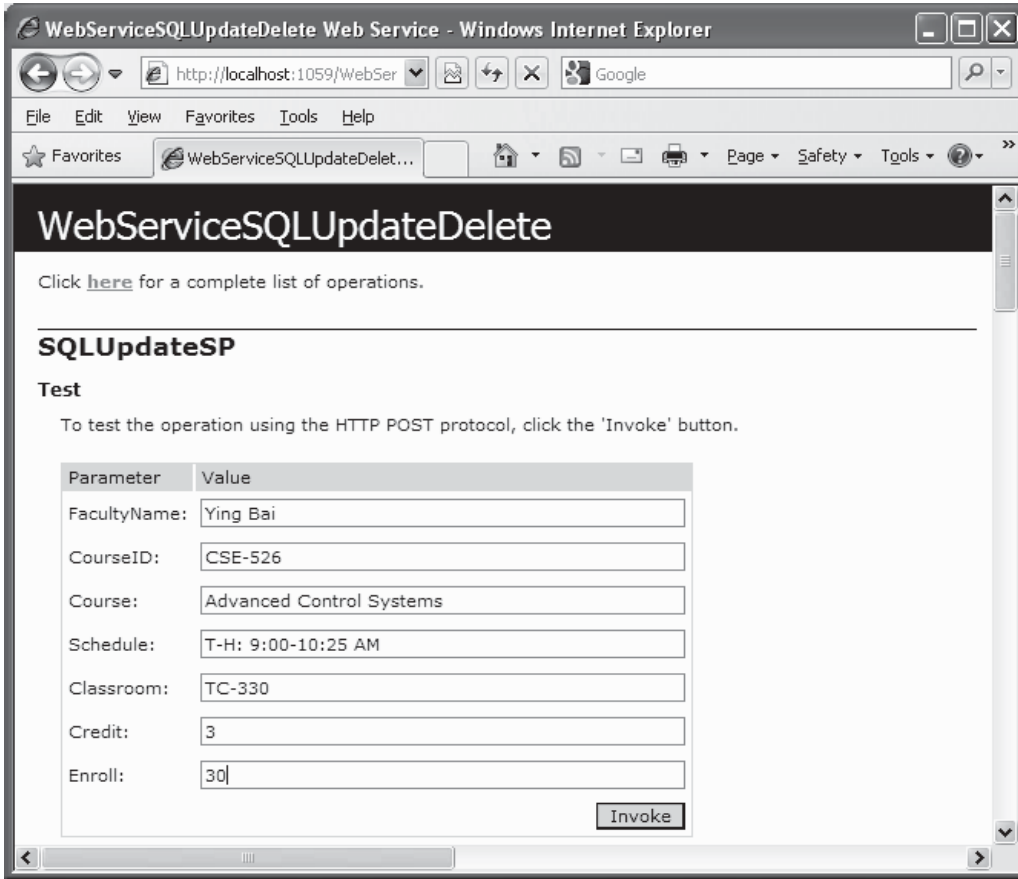 WebServiceSQLUpdateDelete Web Service - Windows Internet Explorer
http://localhost:1059/WebSer
Google
File Edit View Favorites Tools Help
Favorites WebServiceSQLUpdateDelet... Page Safety Tools »
WebServiceSQLUpdateDelete
Click here for a complete list of operations.
SQLUpdateSP
Test
To test the operation using the HTTP POST protocol, click the 'Invoke' button.
Parameter Value
FacultyName: Ying Bai
CourseID: CSE-526
Course: Advanced Control Systems
Schedule: T-H: 9:00-10:25 AM
Classroom: TC-330
Credit: 3
Enroll: 30
Invoke